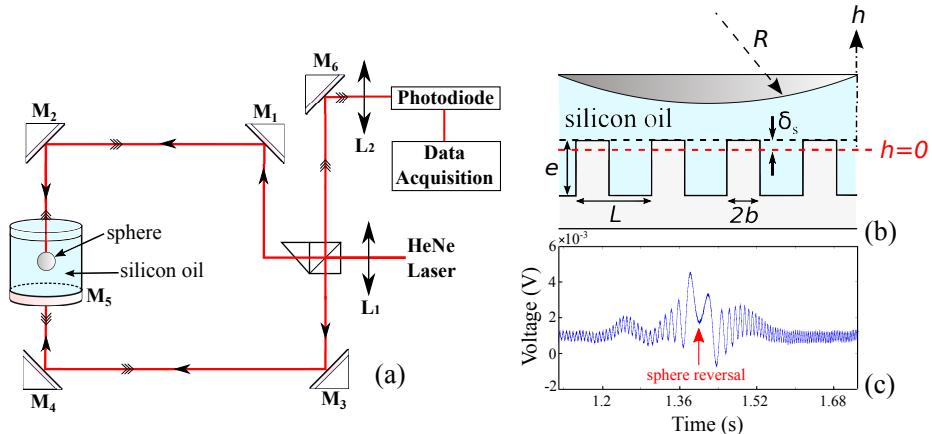 M₆
M₂
M₁
Photodiode
L₂
Data
Acquisition
sphere
silicon oil
M₅
HeNe
Laser
L₁
M₄
M₃
(a)
h
R
silicon oil
δₛ
h=0
e
L
2b
(b)
×10⁻³
6
4
2
0
-2
Voltage (V)
sphere reversal
(c)
1.2
1.36
1.52
1.68
Time (s)